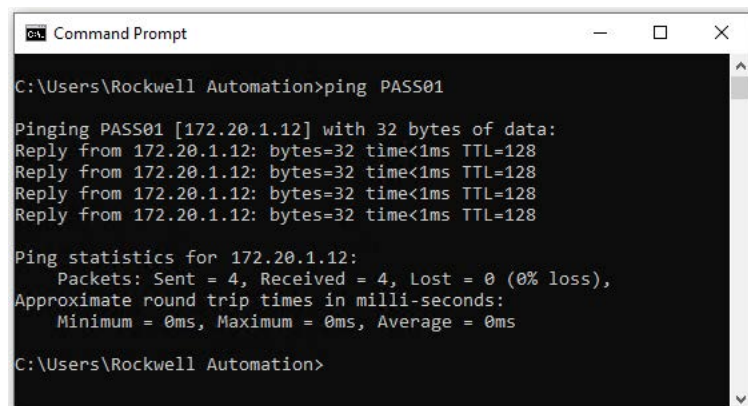 Command Prompt
C:\Users\Rockwell Automation>ping PASS01
Pinging PASS01 [172.20.1.12] with 32 bytes of data:
Reply from 172.20.1.12: bytes=32 time<1ms TTL=128
Reply from 172.20.1.12: bytes=32 time<1ms TTL=128
Reply from 172.20.1.12: bytes=32 time<1ms TTL=128
Reply from 172.20.1.12: bytes=32 time<1ms TTL=128
Ping statistics for 172.20.1.12:
    Packets: Sent = 4, Received = 4, Lost = 0 (0% loss),
Approximate round trip times in milli-seconds:
    Minimum = 0ms, Maximum = 0ms, Average = 0ms
C:\Users\Rockwell Automation>